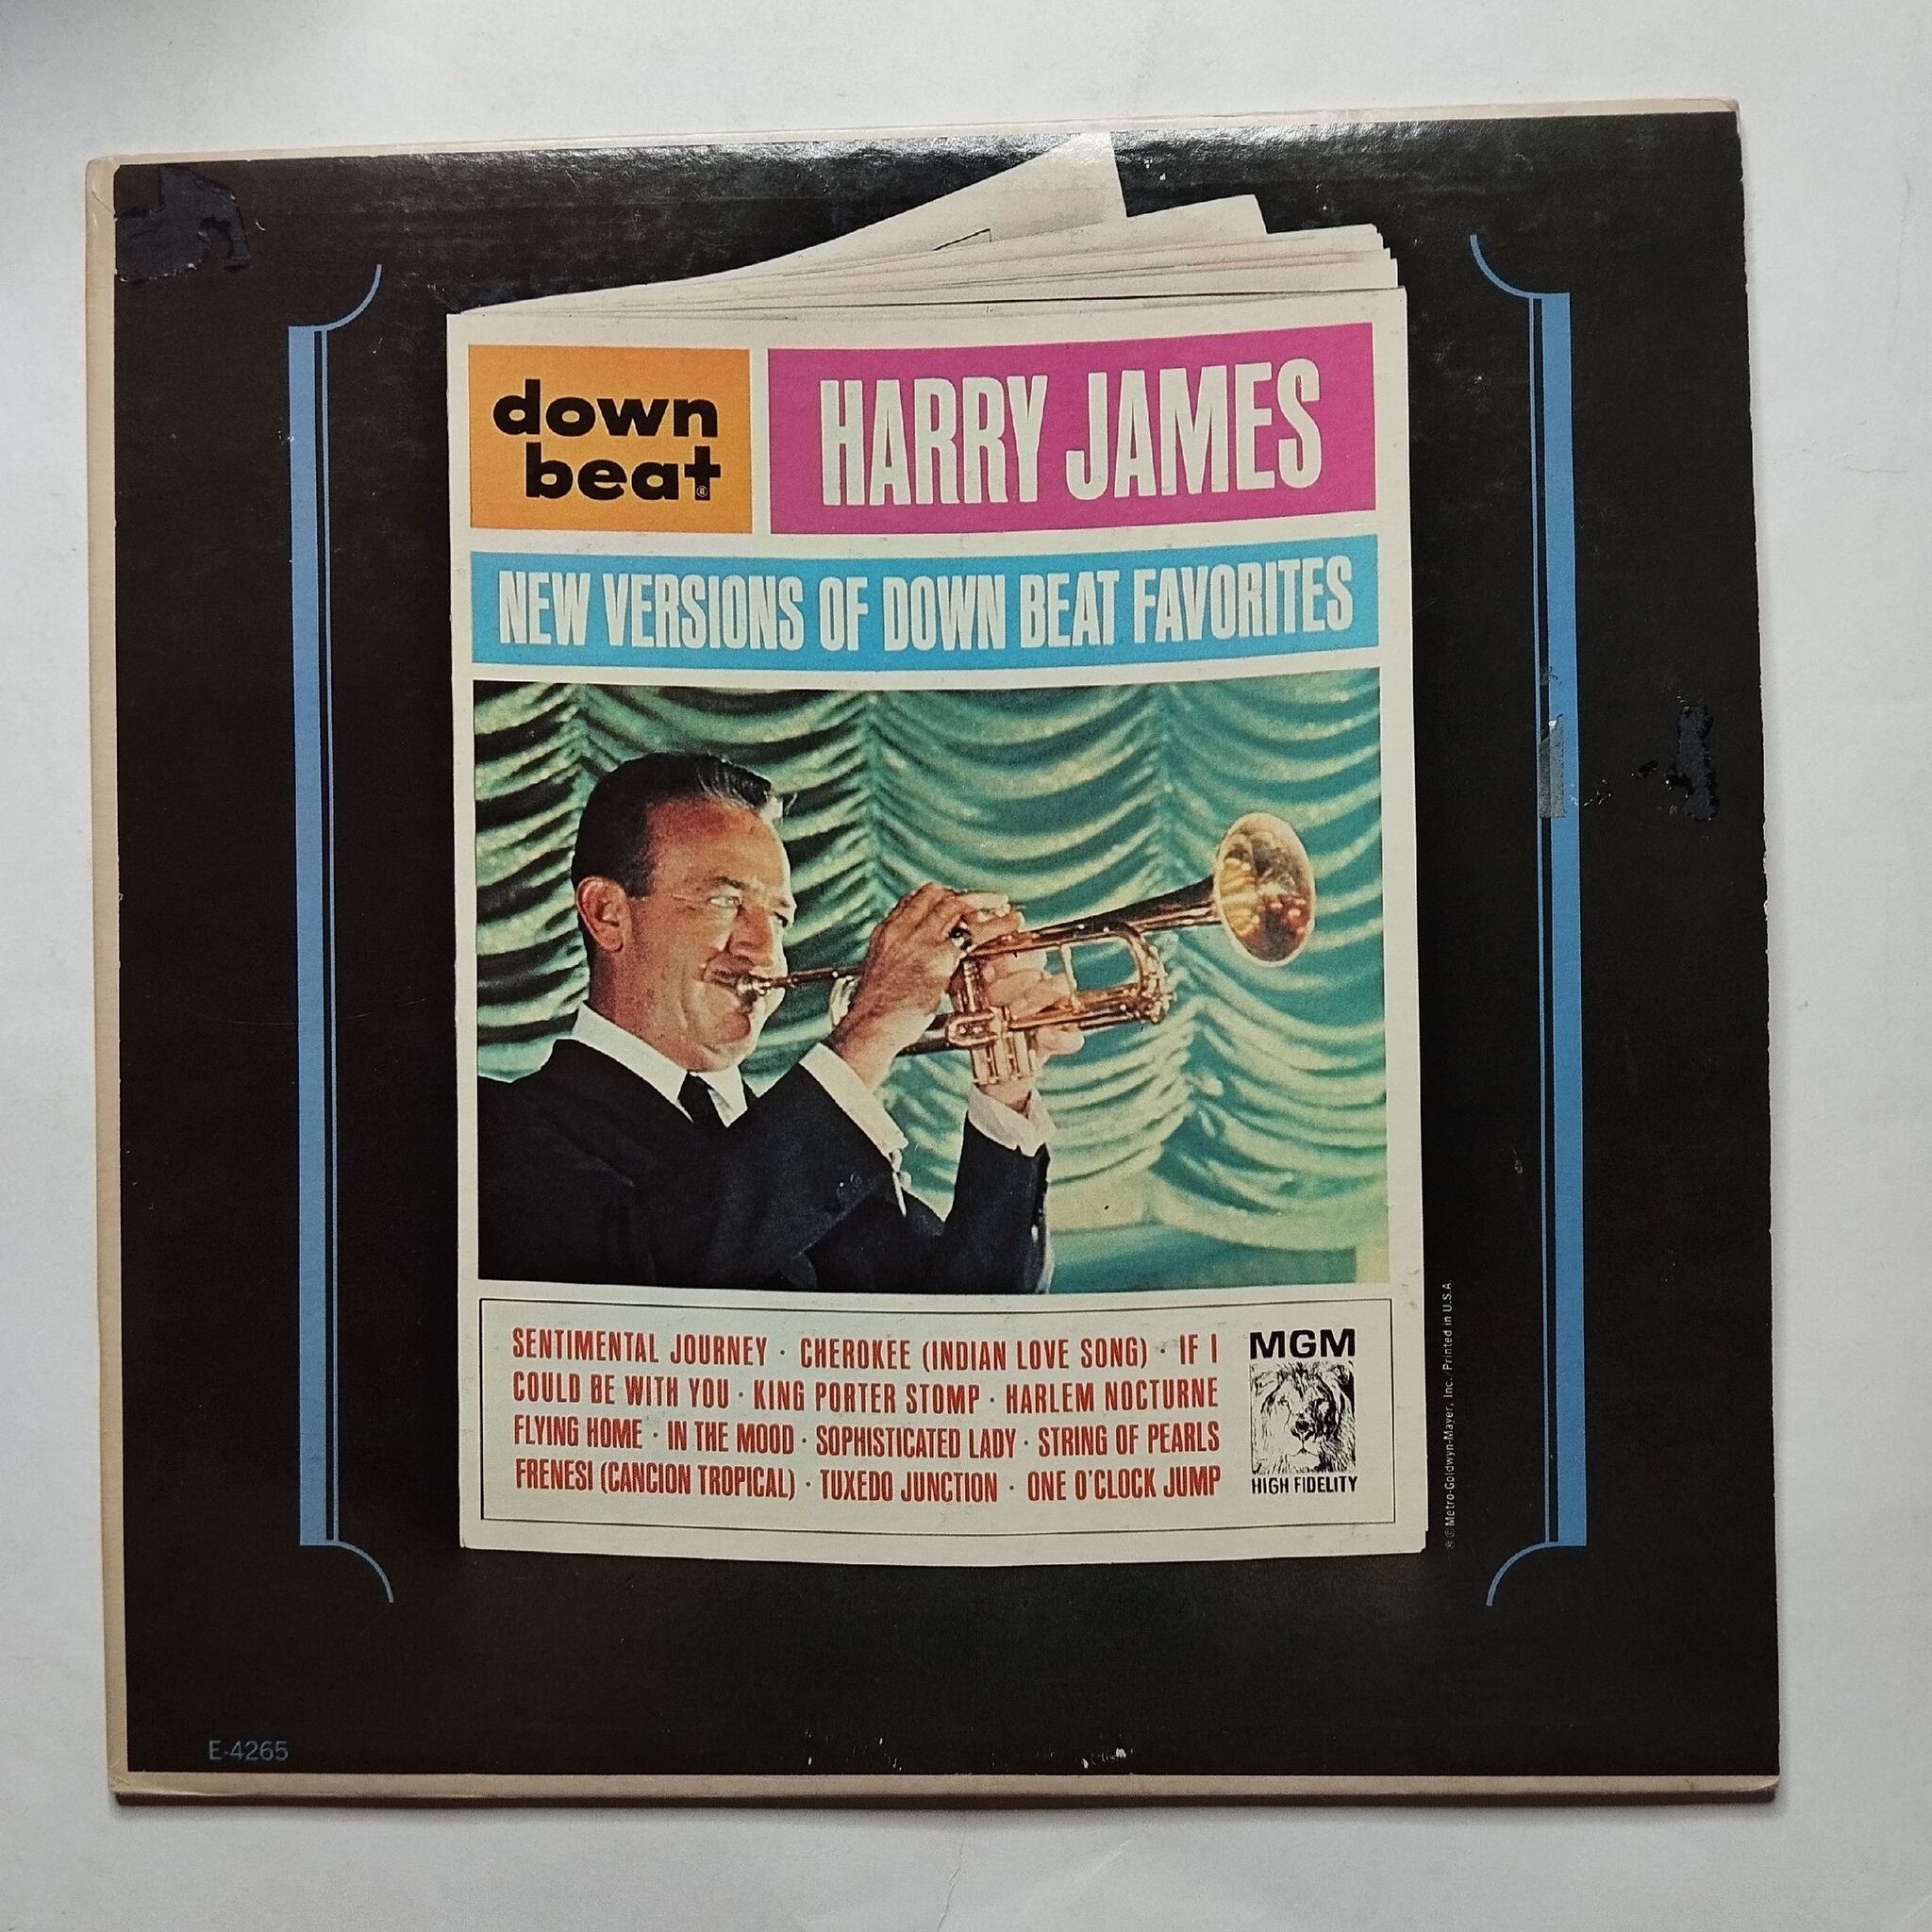 down
beat®
HARRY JAMES
NEW VERSIONS OF DOWN BEAT FAVORITES
SENTIMENTAL JOURNEY · CHEROKEE (INDIAN LOVE SONG) · IF I
COULD BE WITH YOU · KING PORTER STOMP · HARLEM NOCTURNE
FLYING HOME · IN THE MOOD · SOPHISTICATED LADY · STRING OF PEARLS
FRENESI (CANCION TROPICAL) · TUXEDO JUNCTION · ONE O'CLOCK JUMP
MGM
HIGH FIDELITY
℗ © Metro-Goldwyn-Mayer, Inc./Printed in U.S.A.
E-4265